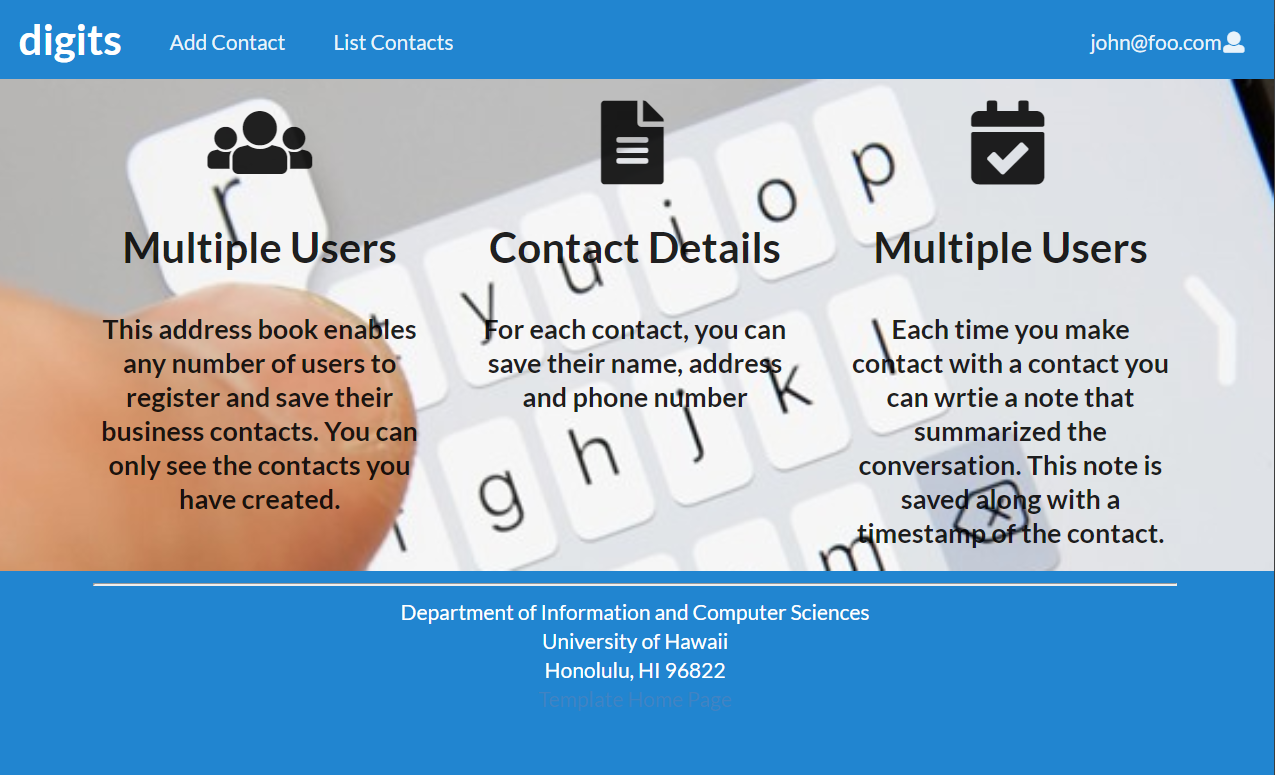 digits
Add Contact
List Contacts
john@foo.com
Multiple Users
This address book enables
any number of users to
register and save their
business contacts. You can
only see the contacts you
have created.
Contact Details
For each contact, you can
save their name, address
and phone number
Multiple Users
Each time you make
contact with a contact you
can wrtie a note that
summarized the
conversation. This note is
saved along with a
timestamp of the contact.
r
y u i o p
g h j k l
m
Department of Information and Computer Sciences
University of Hawaii
Honolulu, HI 96822
Template Home Page